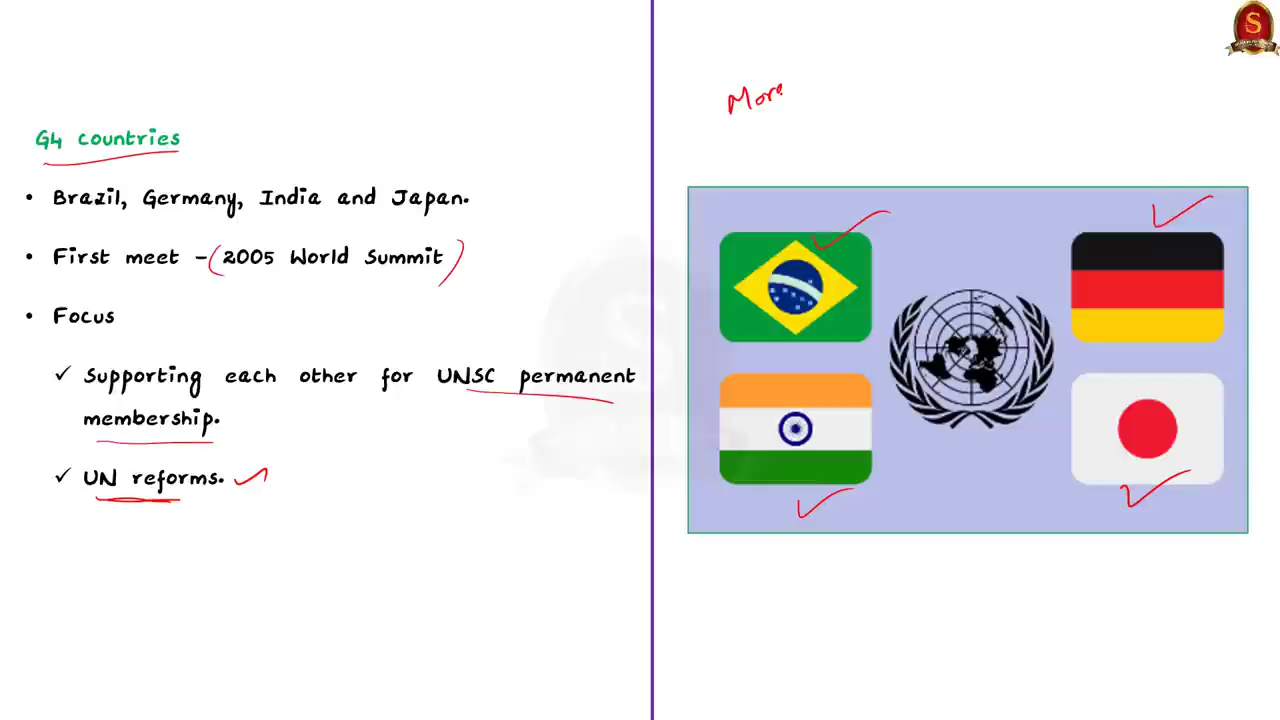 G4 countries
• Brazil, Germany, India and Japan.
• First meet – (2005 World Summit)
• Focus
✓ Supporting each other for UNSC permanent
membership.
✓ UN reforms.
More
S